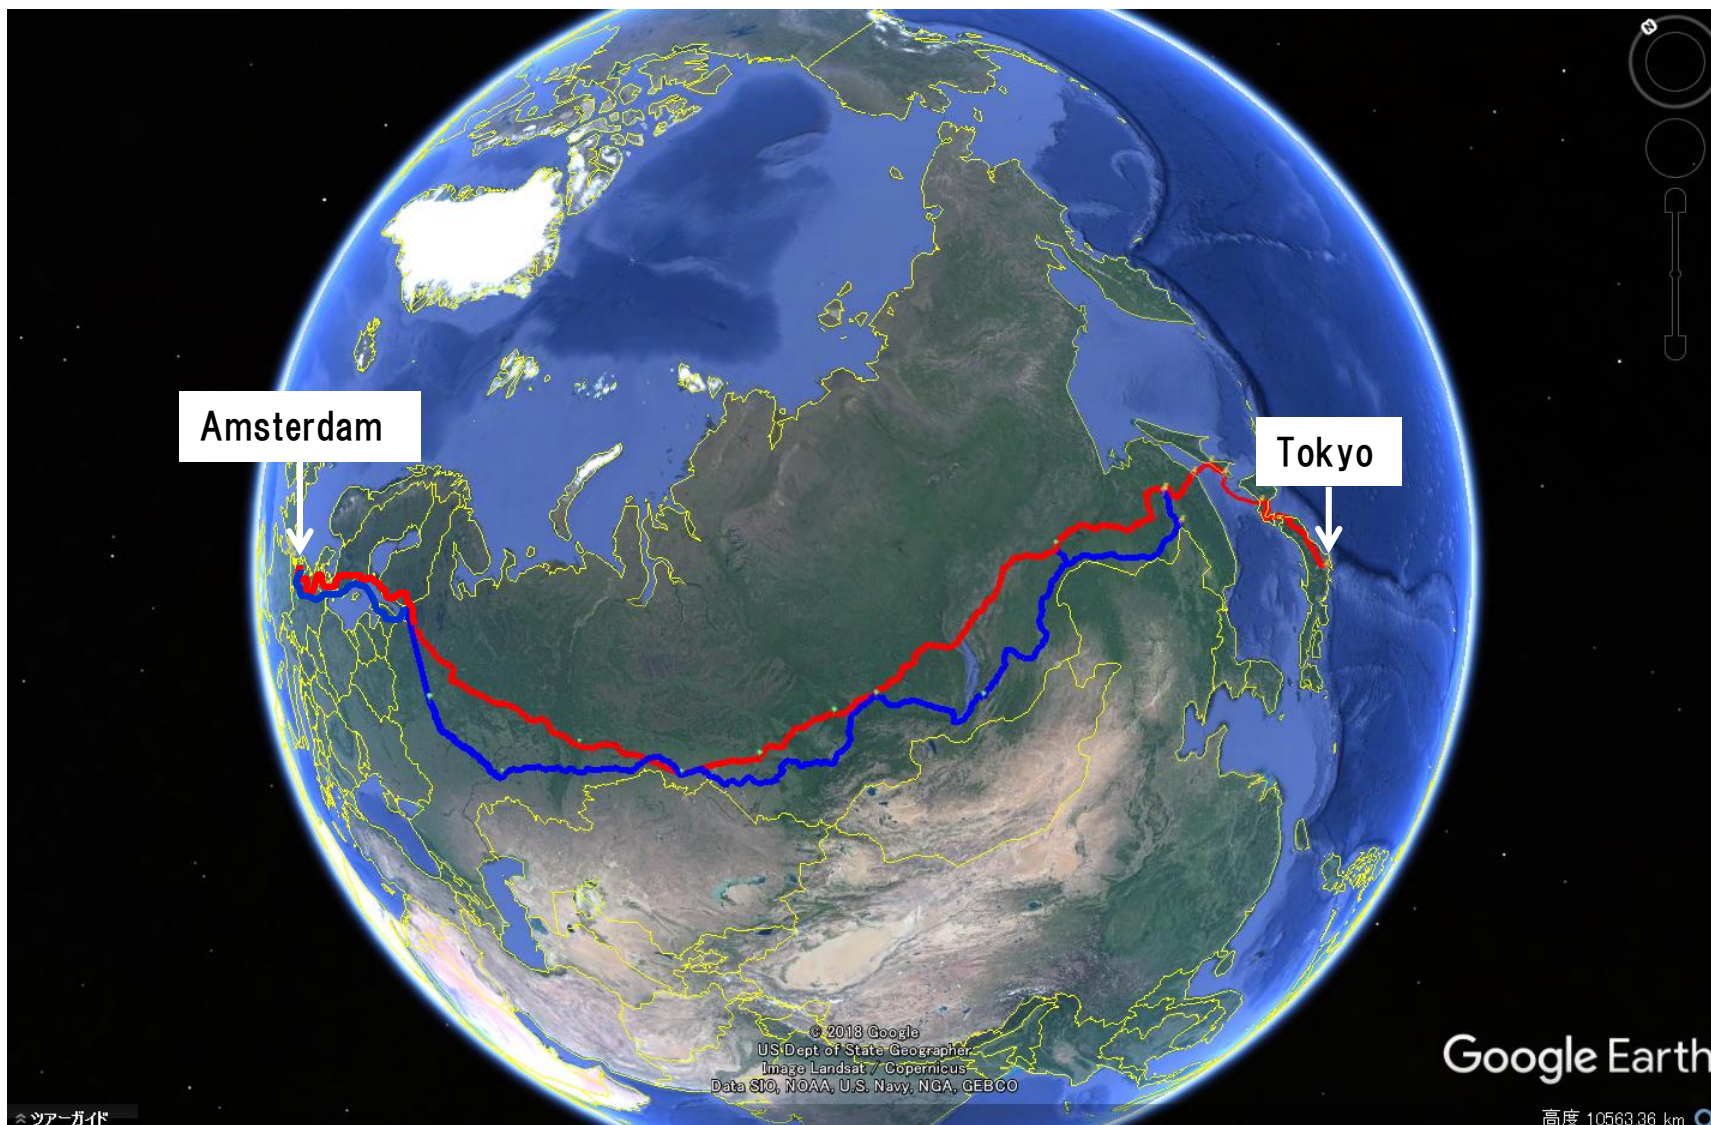 N
Amsterdam
Tokyo
© 2018 Google
US Dept of State Geographer
Image Landsat / Copernicus
Data SIO, NOAA, U.S. Navy, NGA, GEBCO
Google Earth
ツアーガイド
高度 10563.36 km